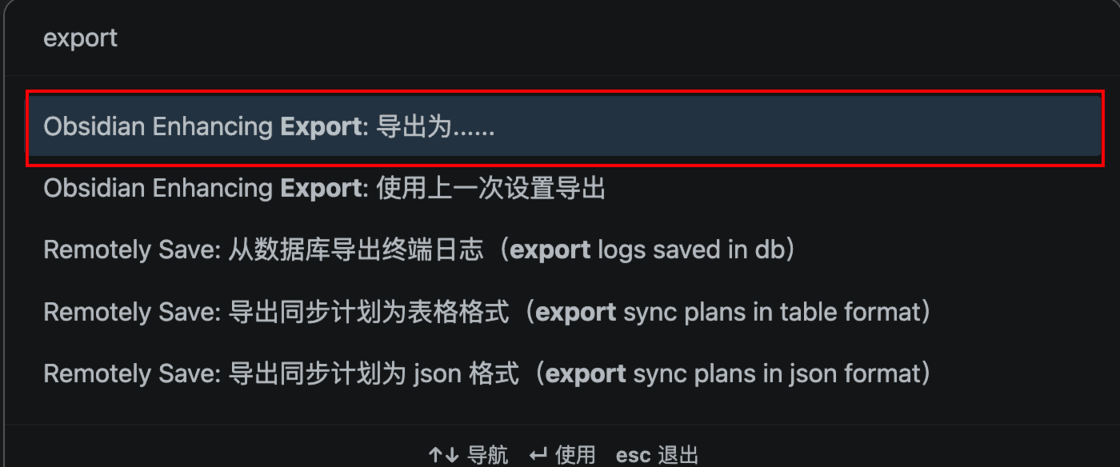 export
Obsidian Enhancing Export: 导出为......
Obsidian Enhancing Export: 使用上一次设置导出
Remotely Save: 从数据库导出终端日志（export logs saved in db）
Remotely Save: 导出同步计划为表格格式（export sync plans in table format）
Remotely Save: 导出同步计划为 json 格式（export sync plans in json format）
↑↓ 导航 ↵ 使用 esc 退出